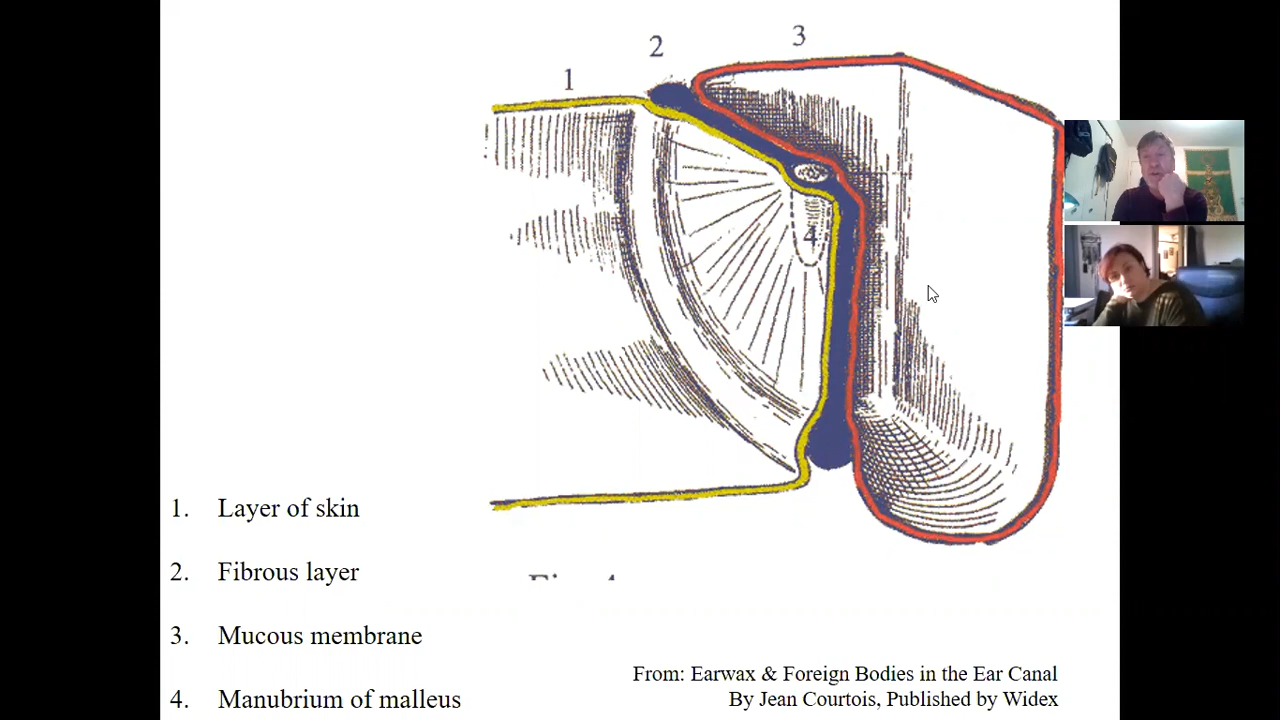 1
2
3
4
1. Layer of skin
2. Fibrous layer
3. Mucous membrane
4. Manubrium of malleus
From: Earwax & Foreign Bodies in the Ear Canal
By Jean Courtois, Published by Widex